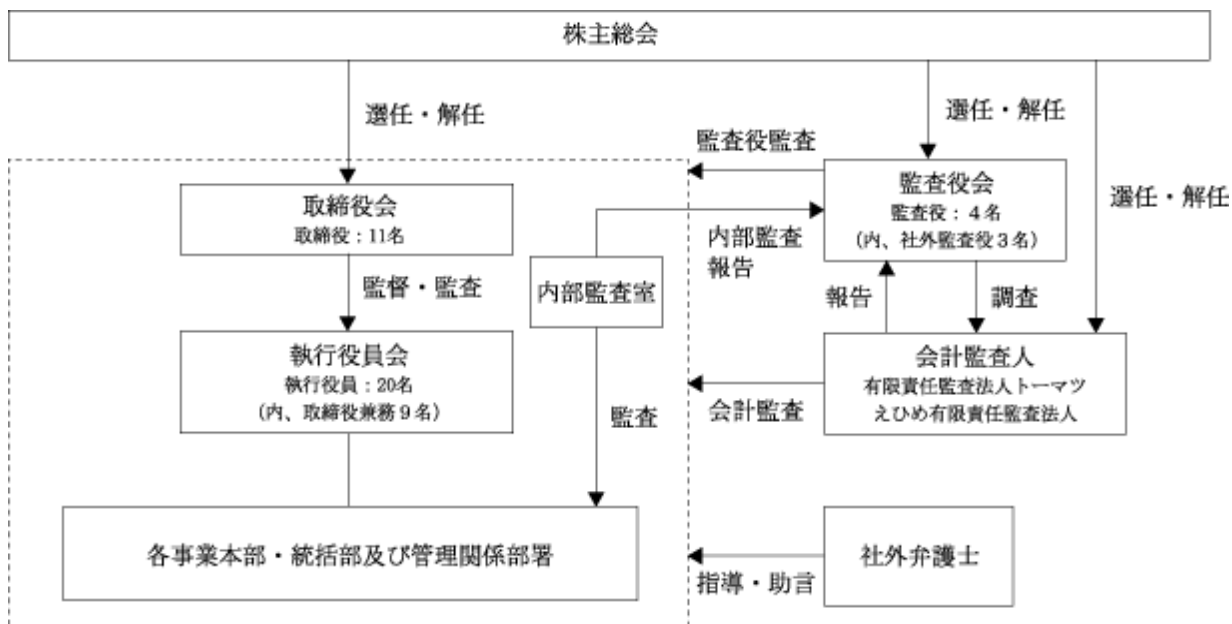 株主総会
選任・解任
選任・解任
選任・解任
監査役監査
取締役会
取締役：11名
監査役会
監査役：４名
（内、社外監査役３名）
内部監査
報告
監督・監査
内部監査室
報告
調査
執行役員会
執行役員：20名
（内、取締役兼務９名）
会計監査人
有限責任監査法人トーマツ
えひめ有限責任監査法人
会計監査
監査
各事業本部・統括部及び管理関係部署
社外弁護士
指導・助言